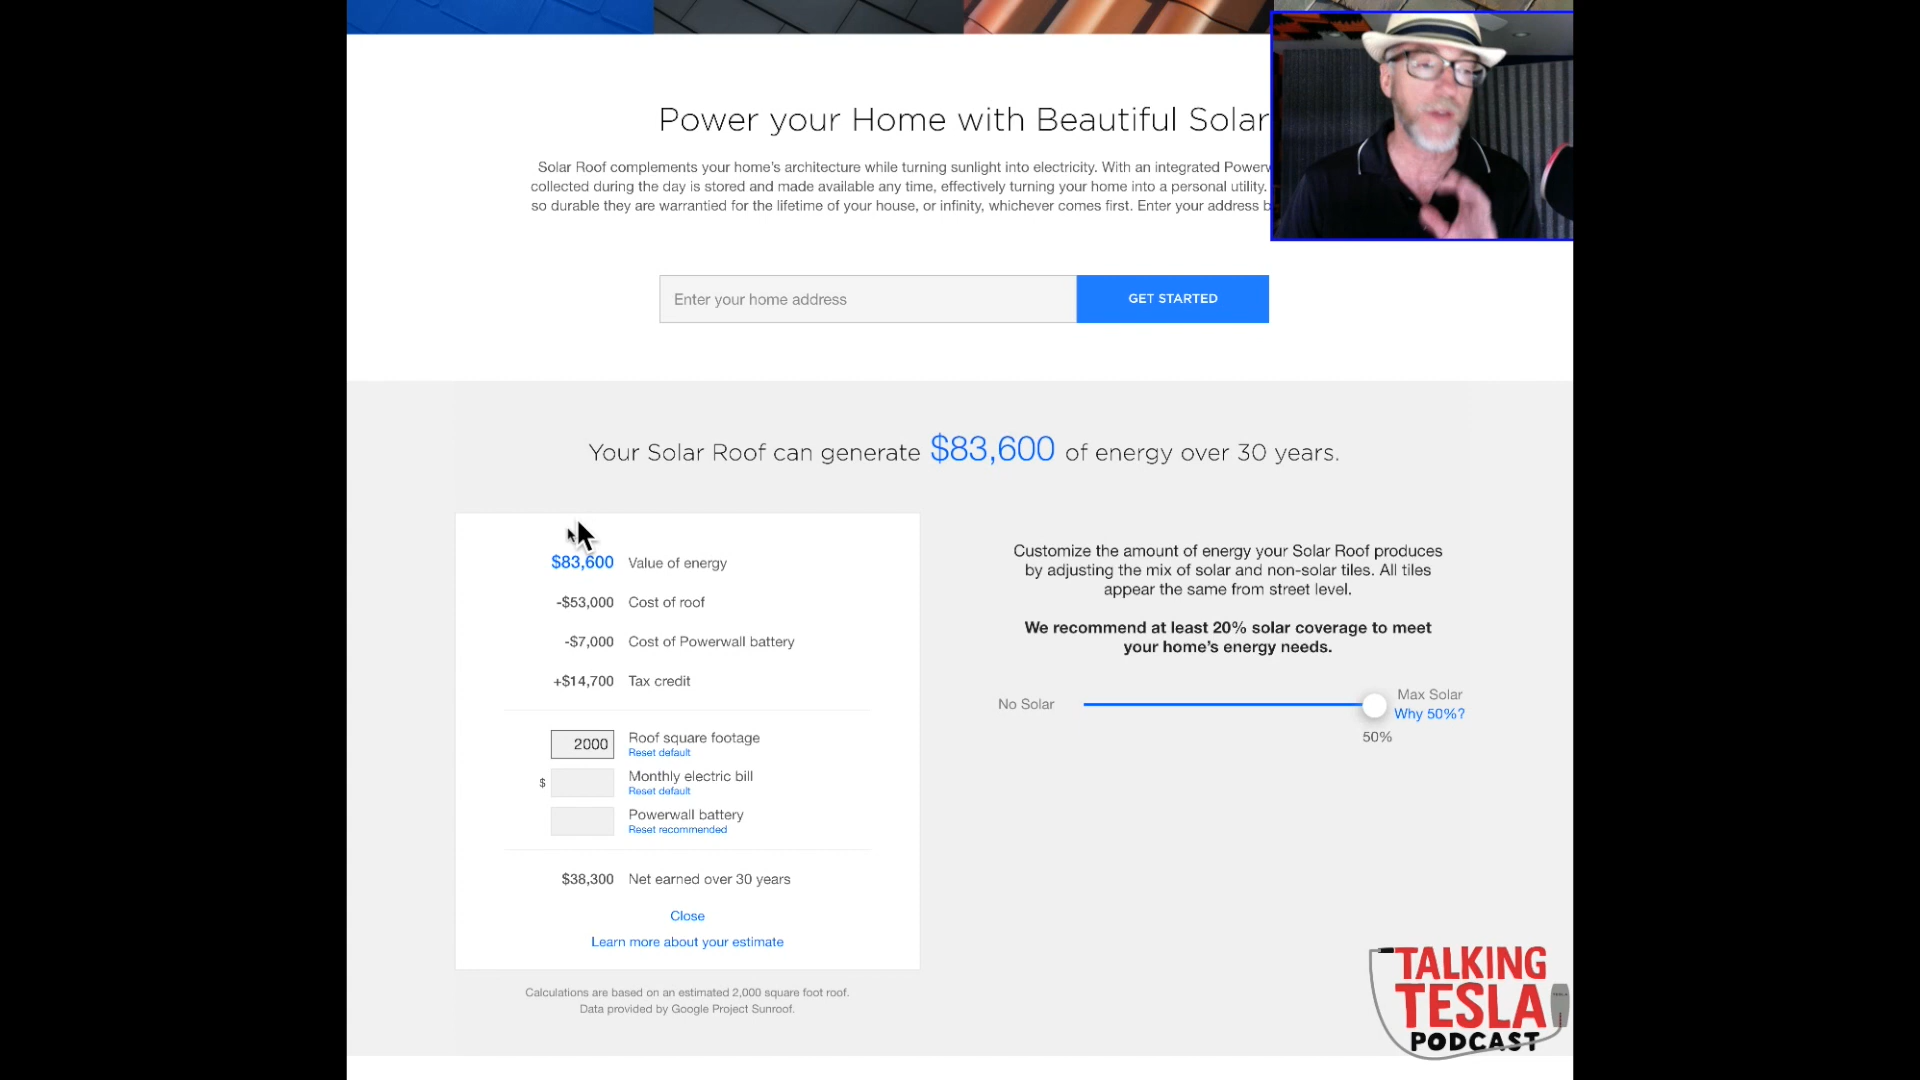 Power your Home with Beautiful Solar
Solar Roof complements your home's architecture while turning sunlight into electricity. With an integrated
collected during the day is stored and made available any time, effectively turning your home into a personal utility.
so durable they are warrantied for the lifetime of your house, or infinity, whichever comes first. Enter your address
Enter your home address
GET STARTED
Your Solar Roof can generate $83,600 of energy over 30 years.
$83,600 Value of energy
-$53,000 Cost of roof
-$7,000 Cost of Powerwall battery
+$14,700 Tax credit
2000 Roof square footage
Reset default
$ Monthly electric bill
Reset default
Powerwall battery
Reset recommended
$38,300 Net earned over 30 years
Close
Learn more about your estimate
Calculations are based on an estimated 2,000 square foot roof.
Data provided by Google Project Sunroof.
Customize the amount of energy your Solar Roof produces
by adjusting the mix of solar and non-solar tiles. All tiles
appear the same from street level.
We recommend at least 20% solar coverage to meet
your home's energy needs.
No Solar
Max Solar
Why 50%?
50%
TALKING
TESLA
PODCAST